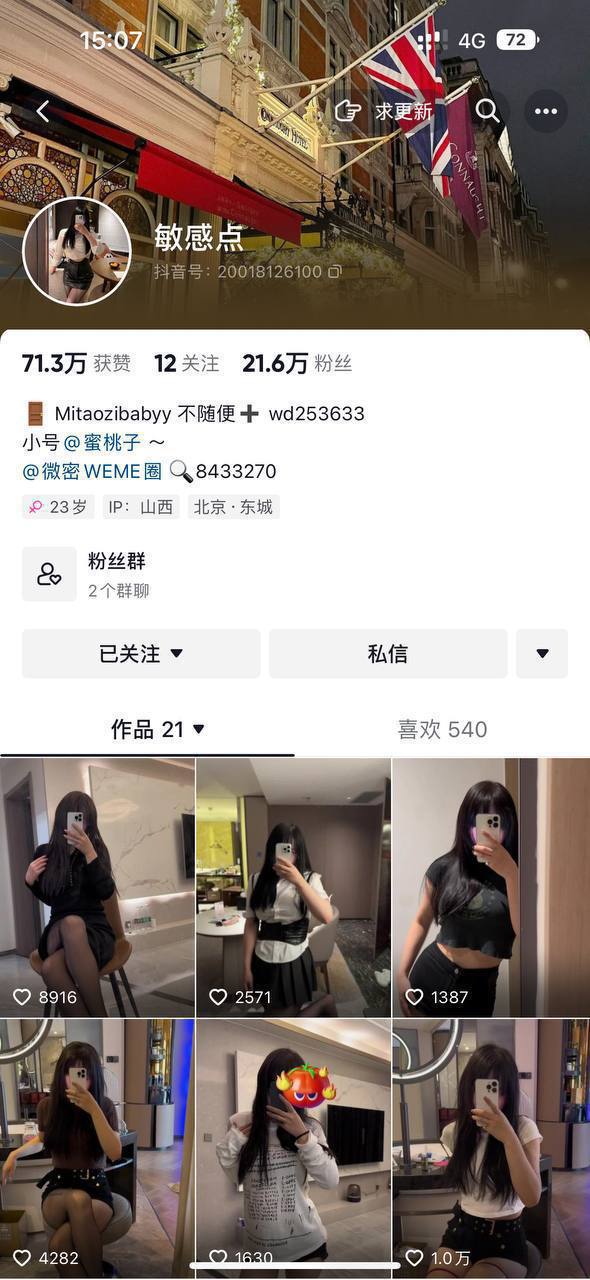 15:07
4G 72
求更新
CONNAUGHT HOTEL
CONNAUGHT
敏感点
抖音号：20018126100
71.3万 获赞 12 关注 21.6万 粉丝
🚪 Mitaozibabyy 不随便➕ wd253633
小号@蜜桃子 ～
@微密WEME圈 🔍8433270
♀ 23岁 IP：山西 北京·东城
粉丝群
2个群聊
已关注 ▼ 私信 ▼
作品 21 ▼ 喜欢 540
8916 2571 1387
4282 1630 1.0万